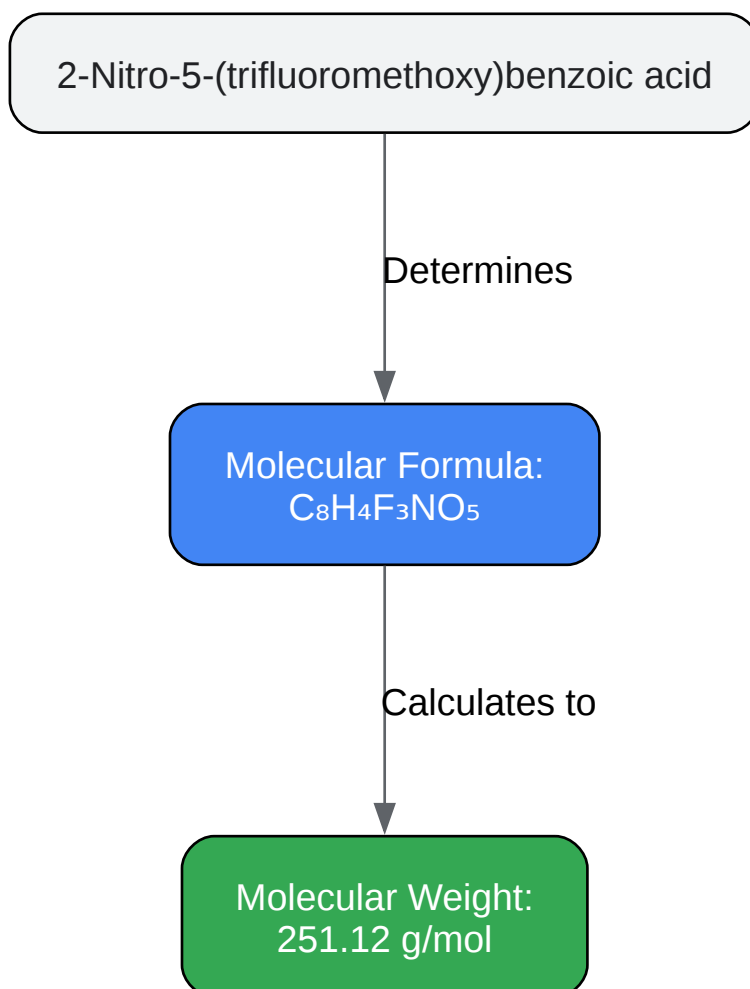 2-Nitro-5-(trifluoromethoxy)benzoic acid
Determines
Molecular Formula:
C₈H₄F₃NO₅
Calculates to
Molecular Weight:
251.12 g/mol